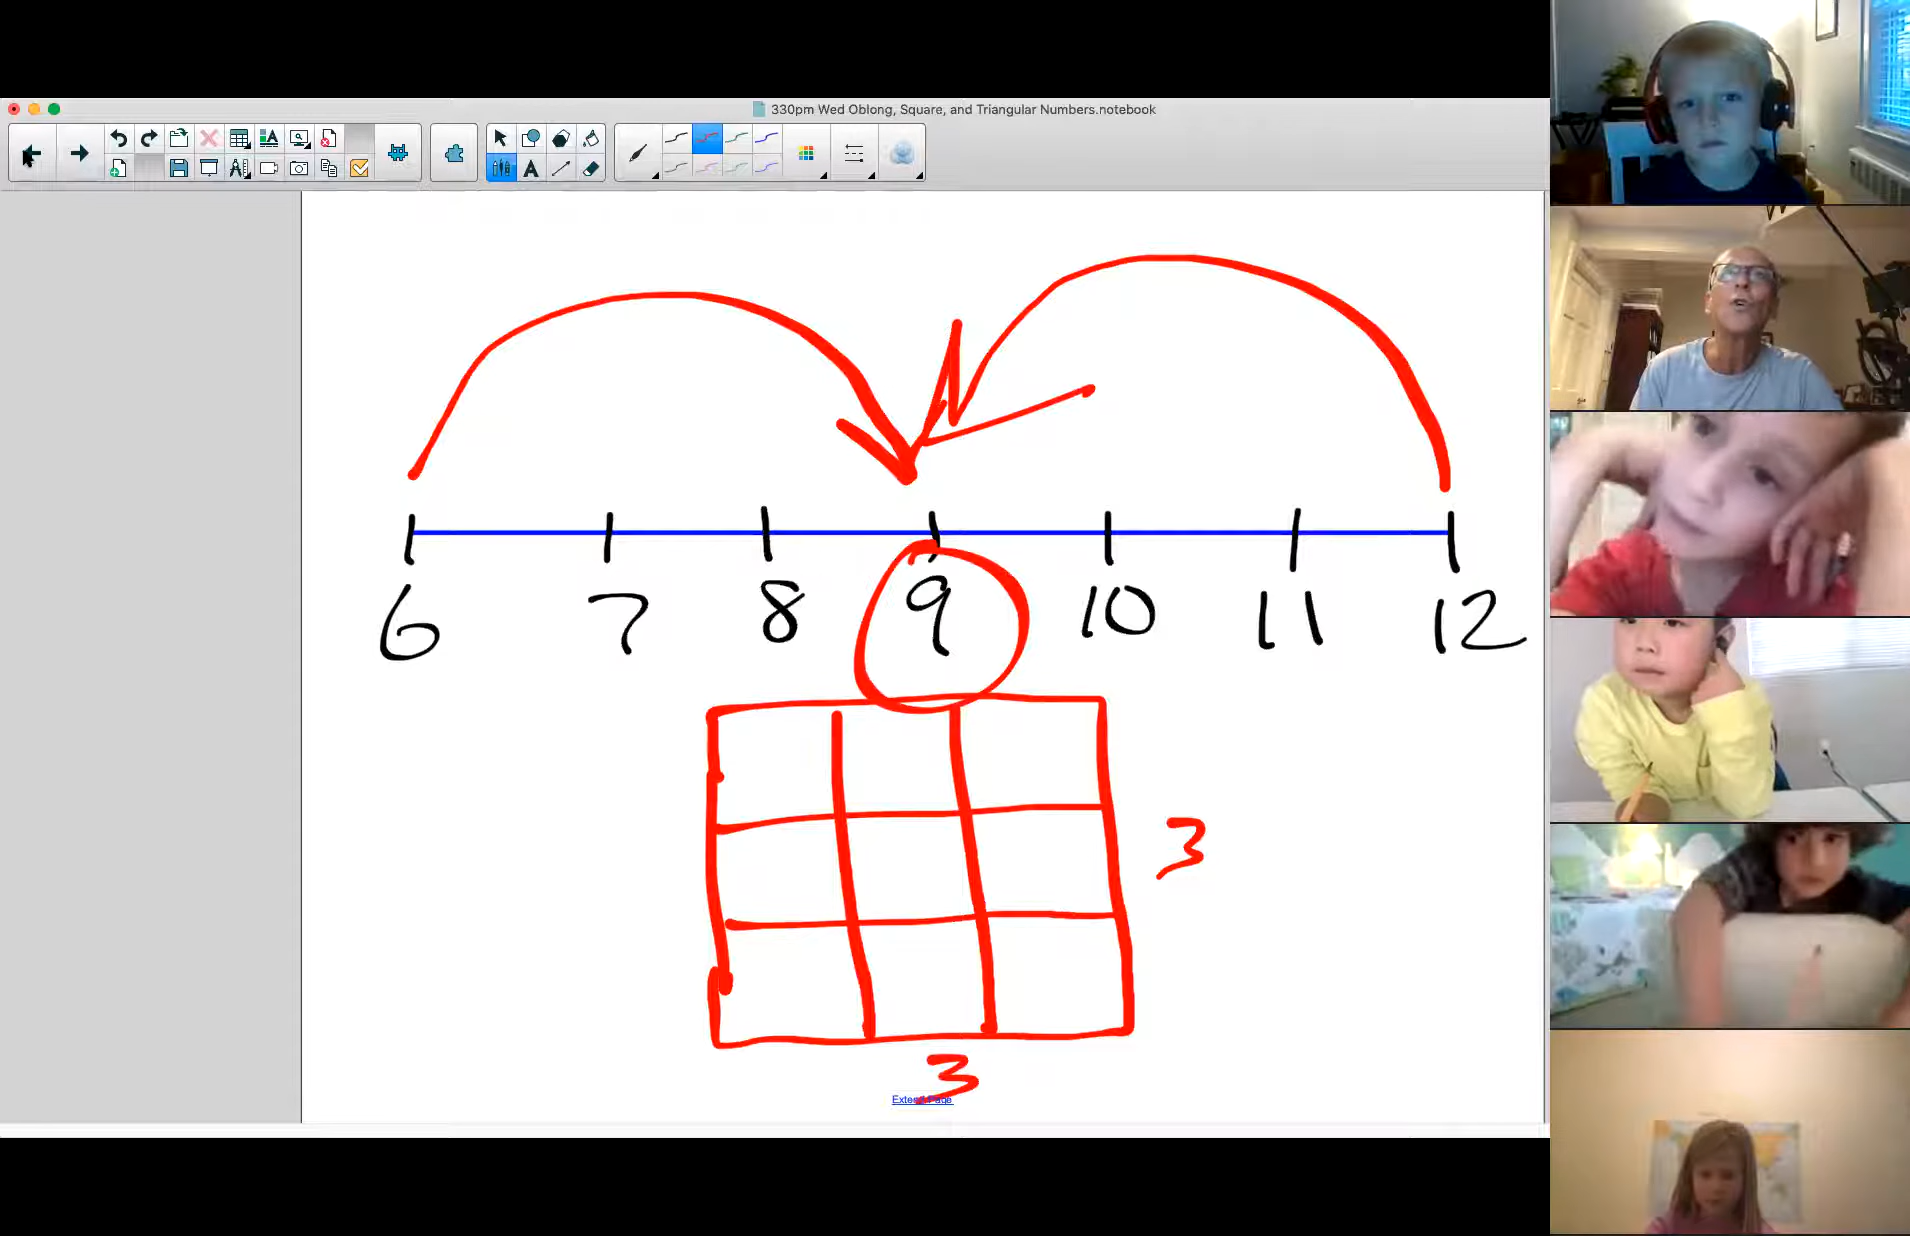 330pm Wed Oblong, Square, and Triangular Numbers.notebook
A
A
6 7 8 9 10 11 12
3
3
Extend Page